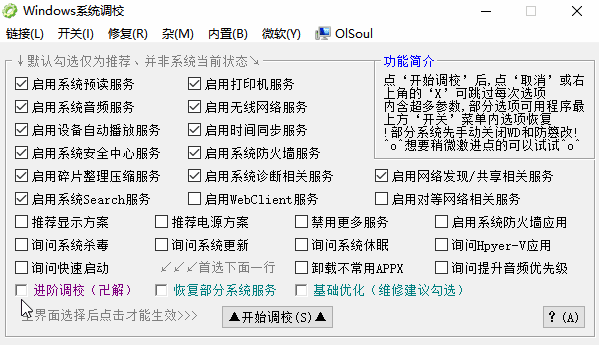 Windows系统调校
链接(L) 开关(I) 修复(R) 杂(M) 内置(B) 微软(Y) OlSoul
↓默认勾选仅为推荐、并非系统当前状态↘ 功能简介
启用系统预读服务 启用打印机服务
启用系统音频服务 启用无线网络服务
启用设备自动播放服务 启用时间同步服务
启用系统安全中心服务 启用系统防火墙服务
点‘开始调校’后,点‘取消’或右
上角的‘X’可跳过每次选项
内含超多参数,部分选项可用程序最
上方‘开关’菜单内选项恢复
!部分系统先手动关闭WD和防篡改!
^o^想要稍微激进点的可以试试^o^
启用碎片整理压缩服务 启用系统诊断相关服务 启用网络发现/共享相关服务
启用系统Search服务 启用WebClient服务 启用对等网络相关服务
推荐显示方案 推荐电源方案 禁用更多服务 启用系统防火墙应用
询问系统杀毒 询问系统更新 询问系统休眠 询问Hpyer-V应用
询问快速启动 ↙↙↙首选下面一行 卸载不常用APPX 询问提升音频优先级
进阶调校（卍解） 恢复部分系统服务 基础优化（维修建议勾选）
主界面选择后点击才能生效>>> ▲开始调校(S)▲ ? (A)